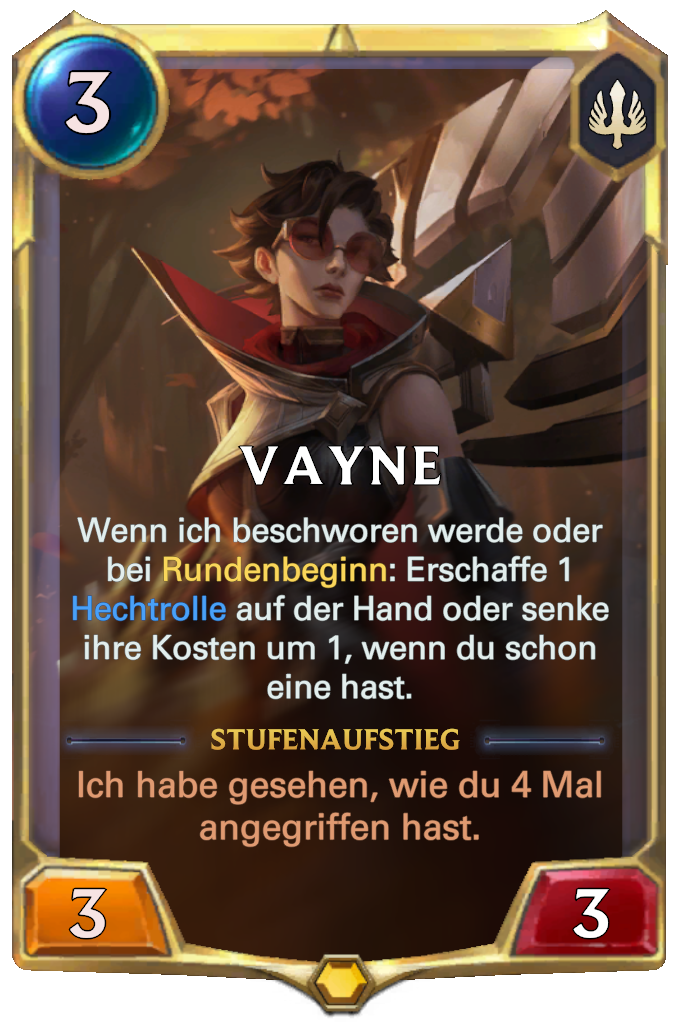 3
VAYNE
Wenn ich beschworen werde oder
bei Rundenbeginn: Erschaffe 1
Hechtrolle auf der Hand oder senke
ihre Kosten um 1, wenn du schon
eine hast.
STUFENAUFSTIEG
Ich habe gesehen, wie du 4 Mal
angegriffen hast.
3
3